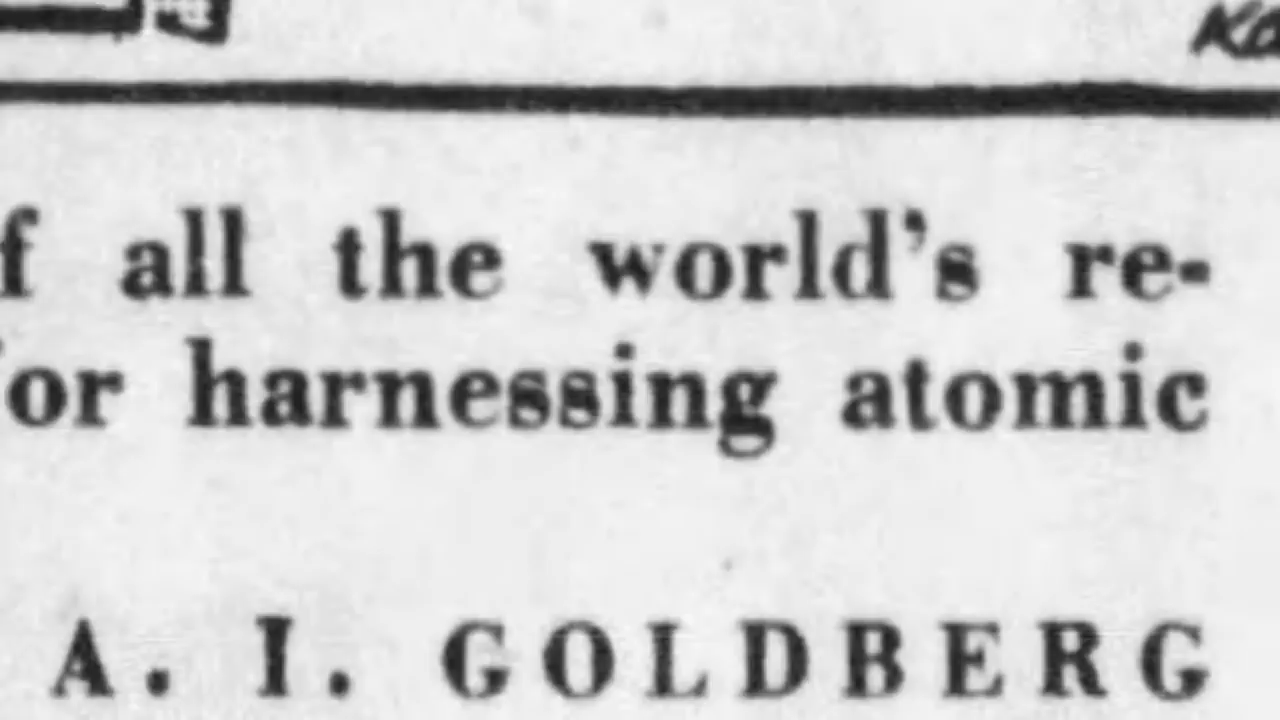 all the world's re-
or harnessing atomic
A. I. GOLDBERG